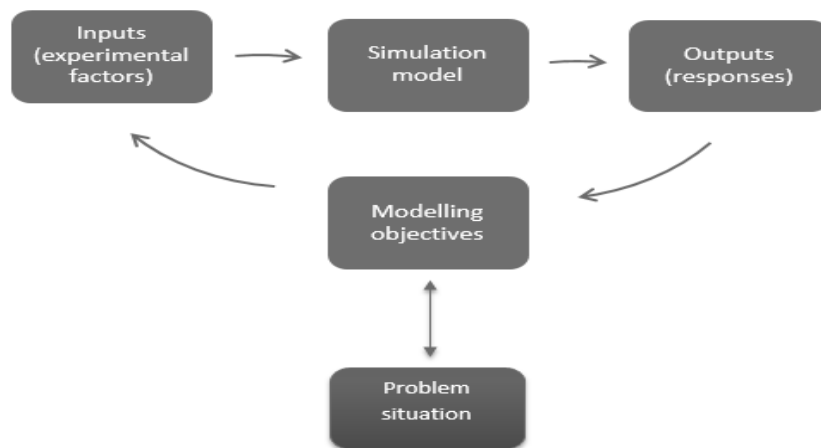 Inputs
(experimental
factors)
Simulation
model
Outputs
(responses)
Modelling
objectives
Problem
situation